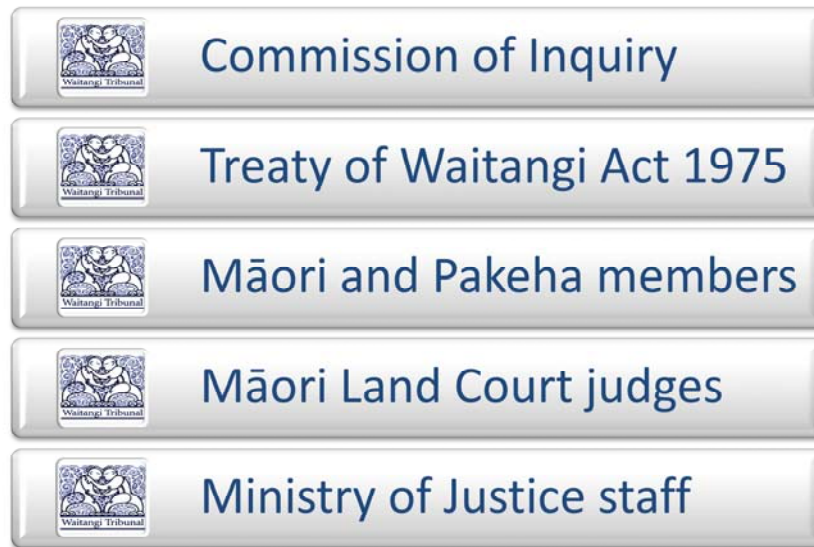 Waitangi Tribunal
Commission of Inquiry
Waitangi Tribunal
Treaty of Waitangi Act 1975
Waitangi Tribunal
Māori and Pakeha members
Waitangi Tribunal
Māori Land Court judges
Waitangi Tribunal
Ministry of Justice staff